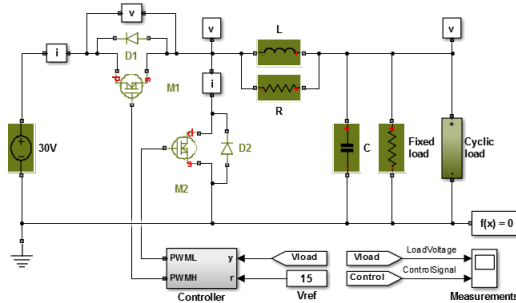 v
D1
i
d
s
M1
v
i
L
R
v
30V
d
s
M2
D2
C
Fixed load
Cyclic load
f(x) = 0
PWML
PWMH
y
r
Controller
Vload
15
Vref
Vload
LoadVoltage
Control
ControlSignal
Measurements